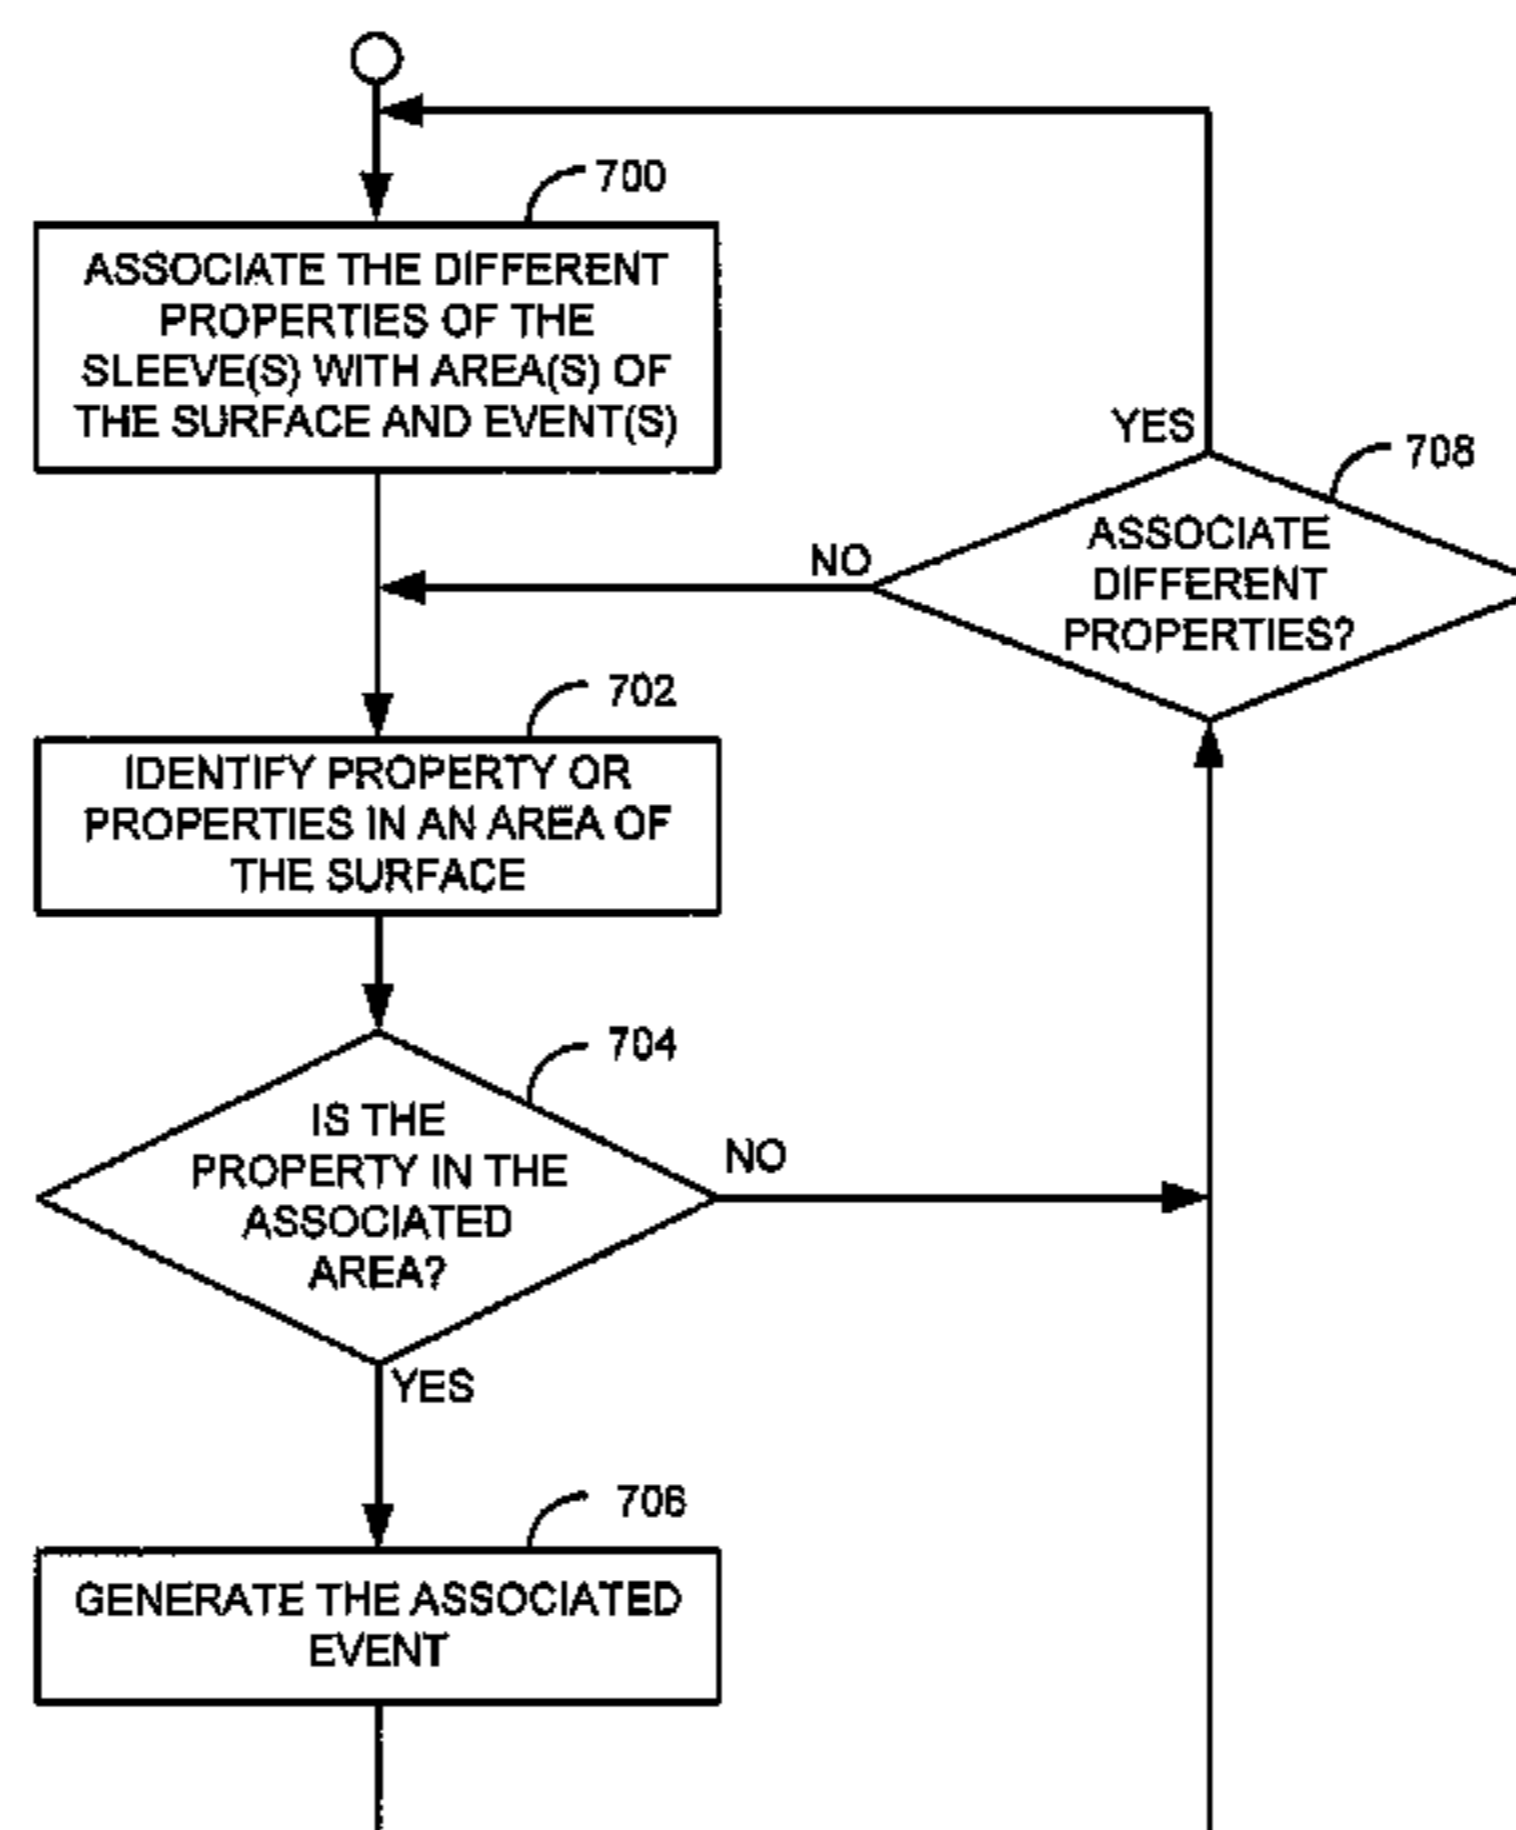 700
ASSOCIATE THE DIFFERENT
PROPERTIES OF THE
SLEEVE(S) WITH AREA(S) OF
THE SURFACE AND EVENT(S)
YES
708
ASSOCIATE
DIFFERENT
PROPERTIES?
NO
702
IDENTIFY PROPERTY OR
PROPERTIES IN AN AREA OF
THE SURFACE
704
IS THE
PROPERTY IN THE
ASSOCIATED
AREA?
NO
YES
706
GENERATE THE ASSOCIATED
EVENT